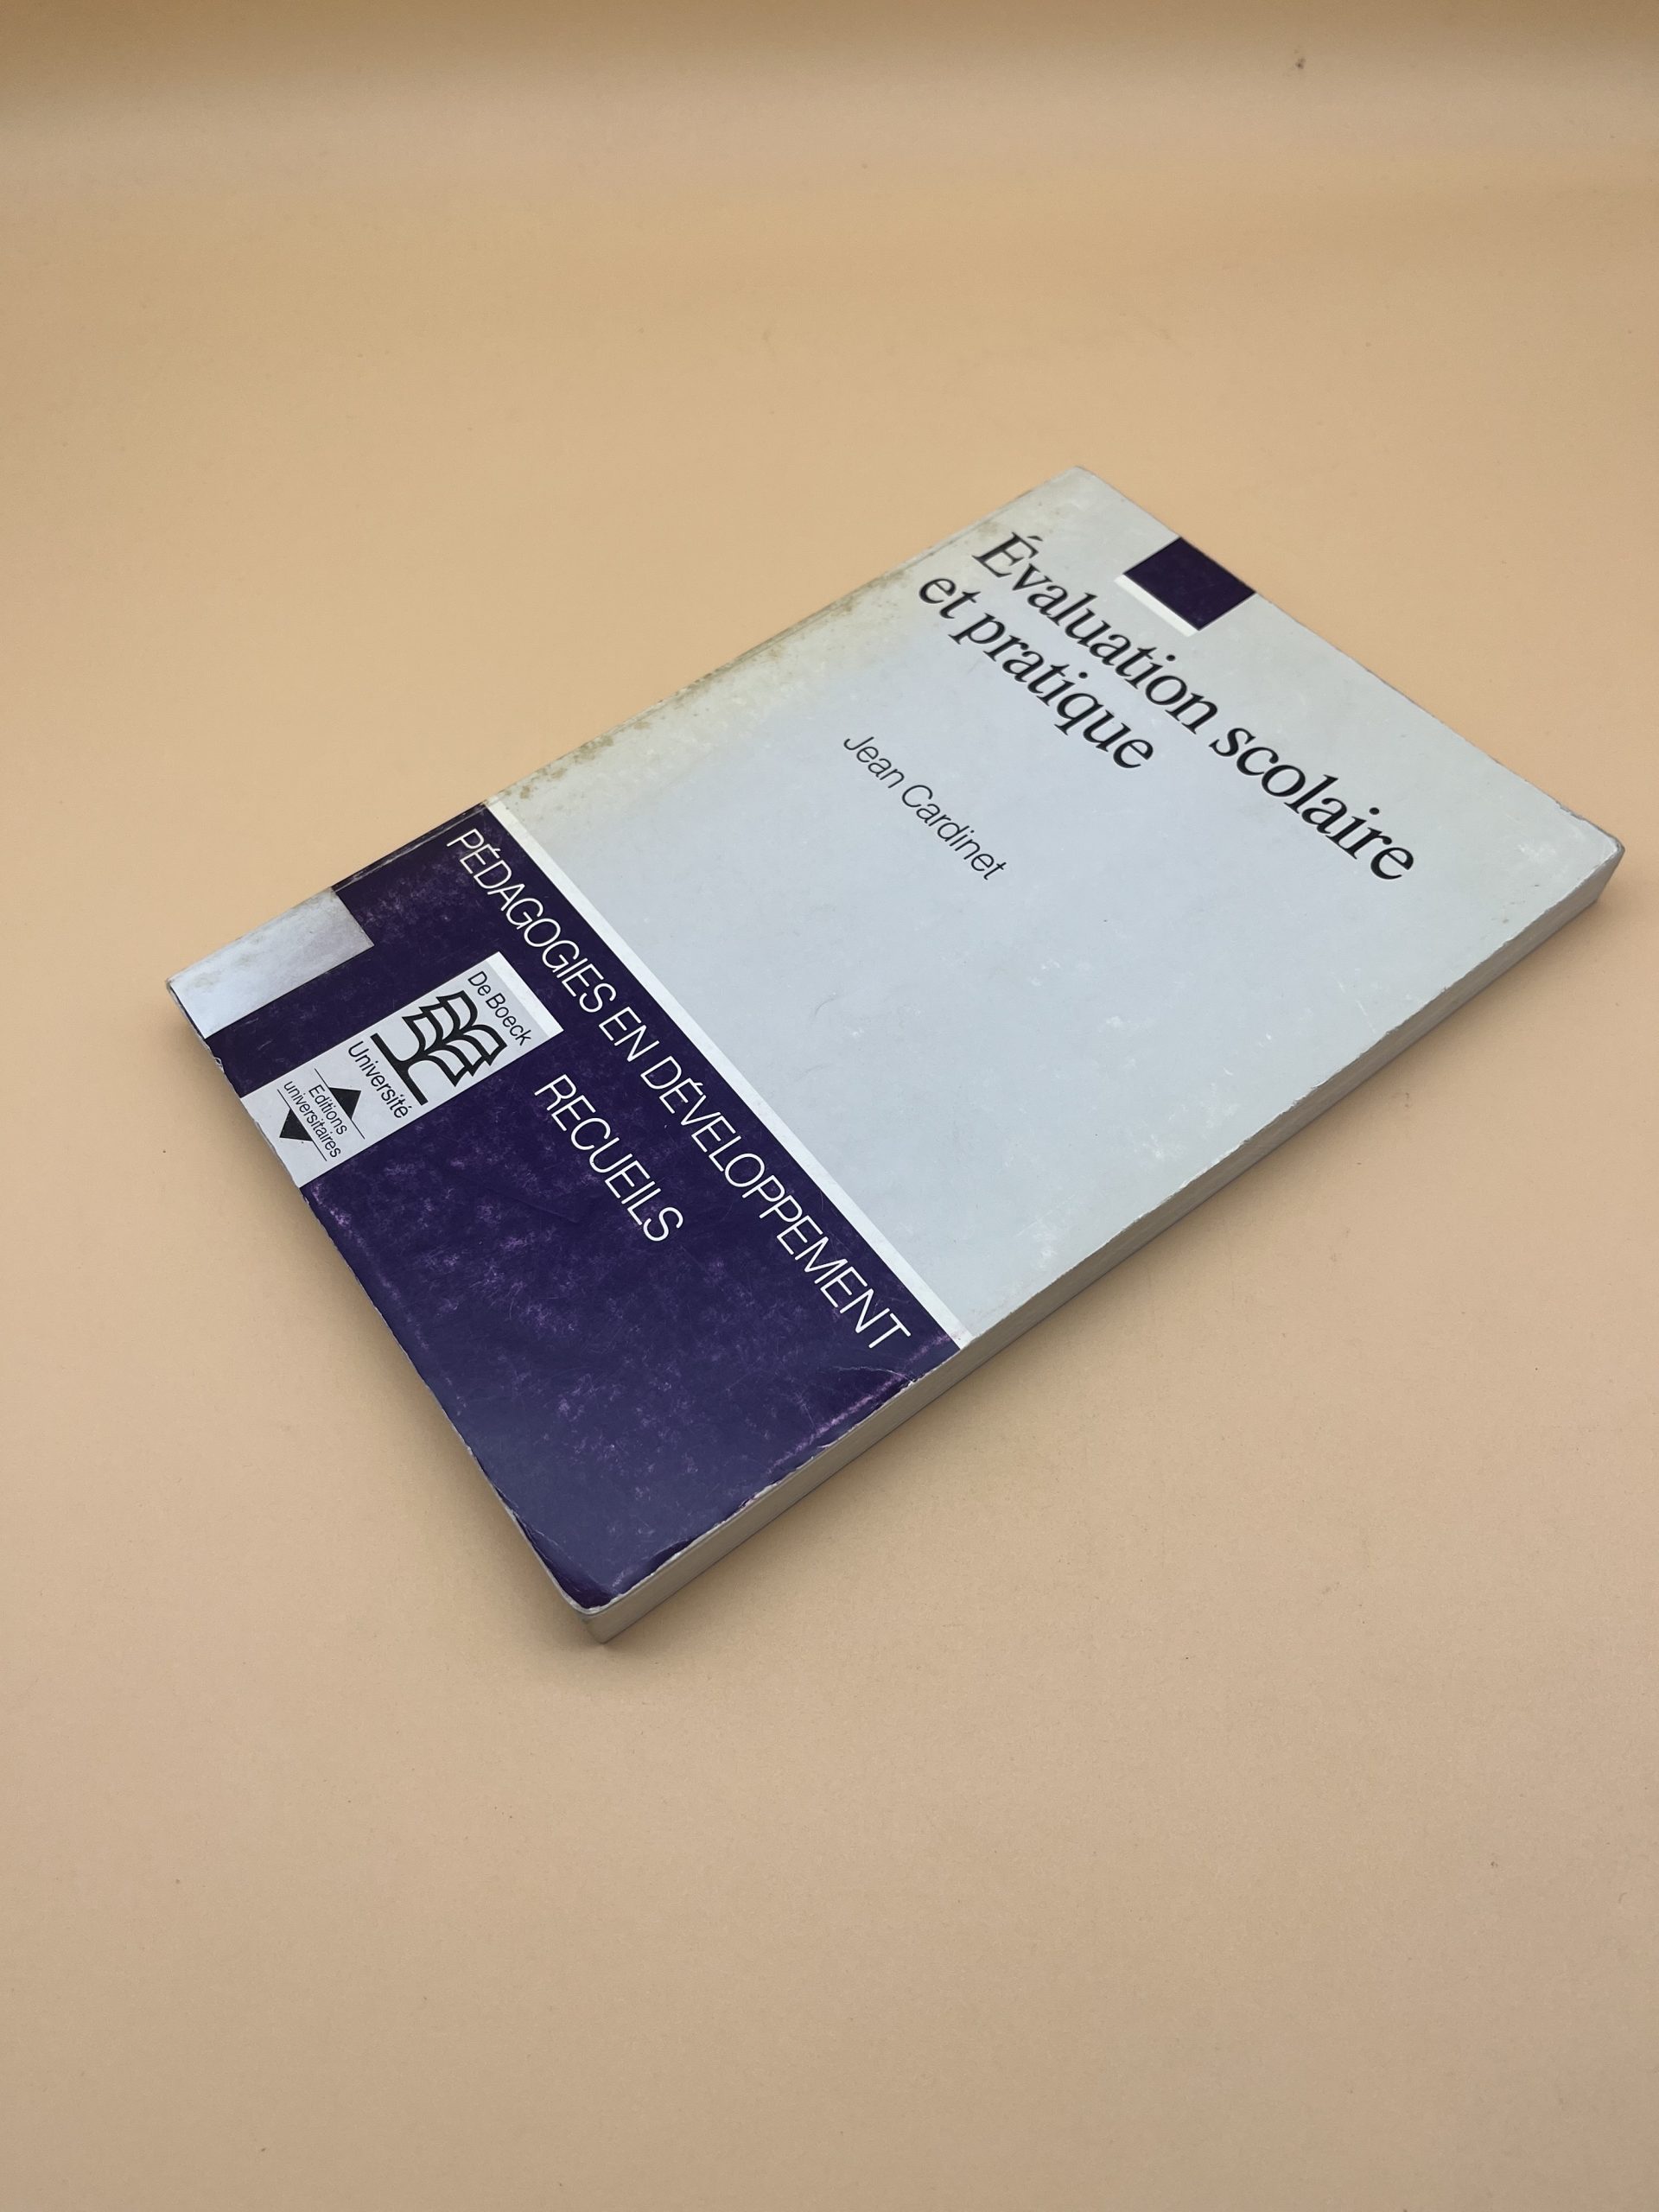 Évaluation scolaire
et pratique
Jean Cardinet
PÉDAGOGIES EN DÉVELOPPEMENT
RECUEILS
De Boeck
Université
Editions
universitaires